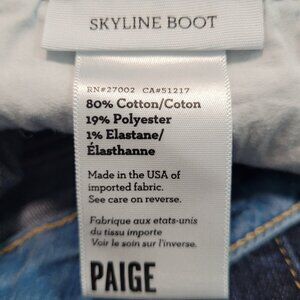 SKYLINE BOOT
RN#27002 CA#51217
80% Cotton/Coton
19% Polyester
1% Elastane/
Élasthanne
Made in the USA of
imported fabric.
See care on reverse.
Fabrique aux etats-unis
du tissu importe
Voir le soin sur l'inverse.
PAIGE